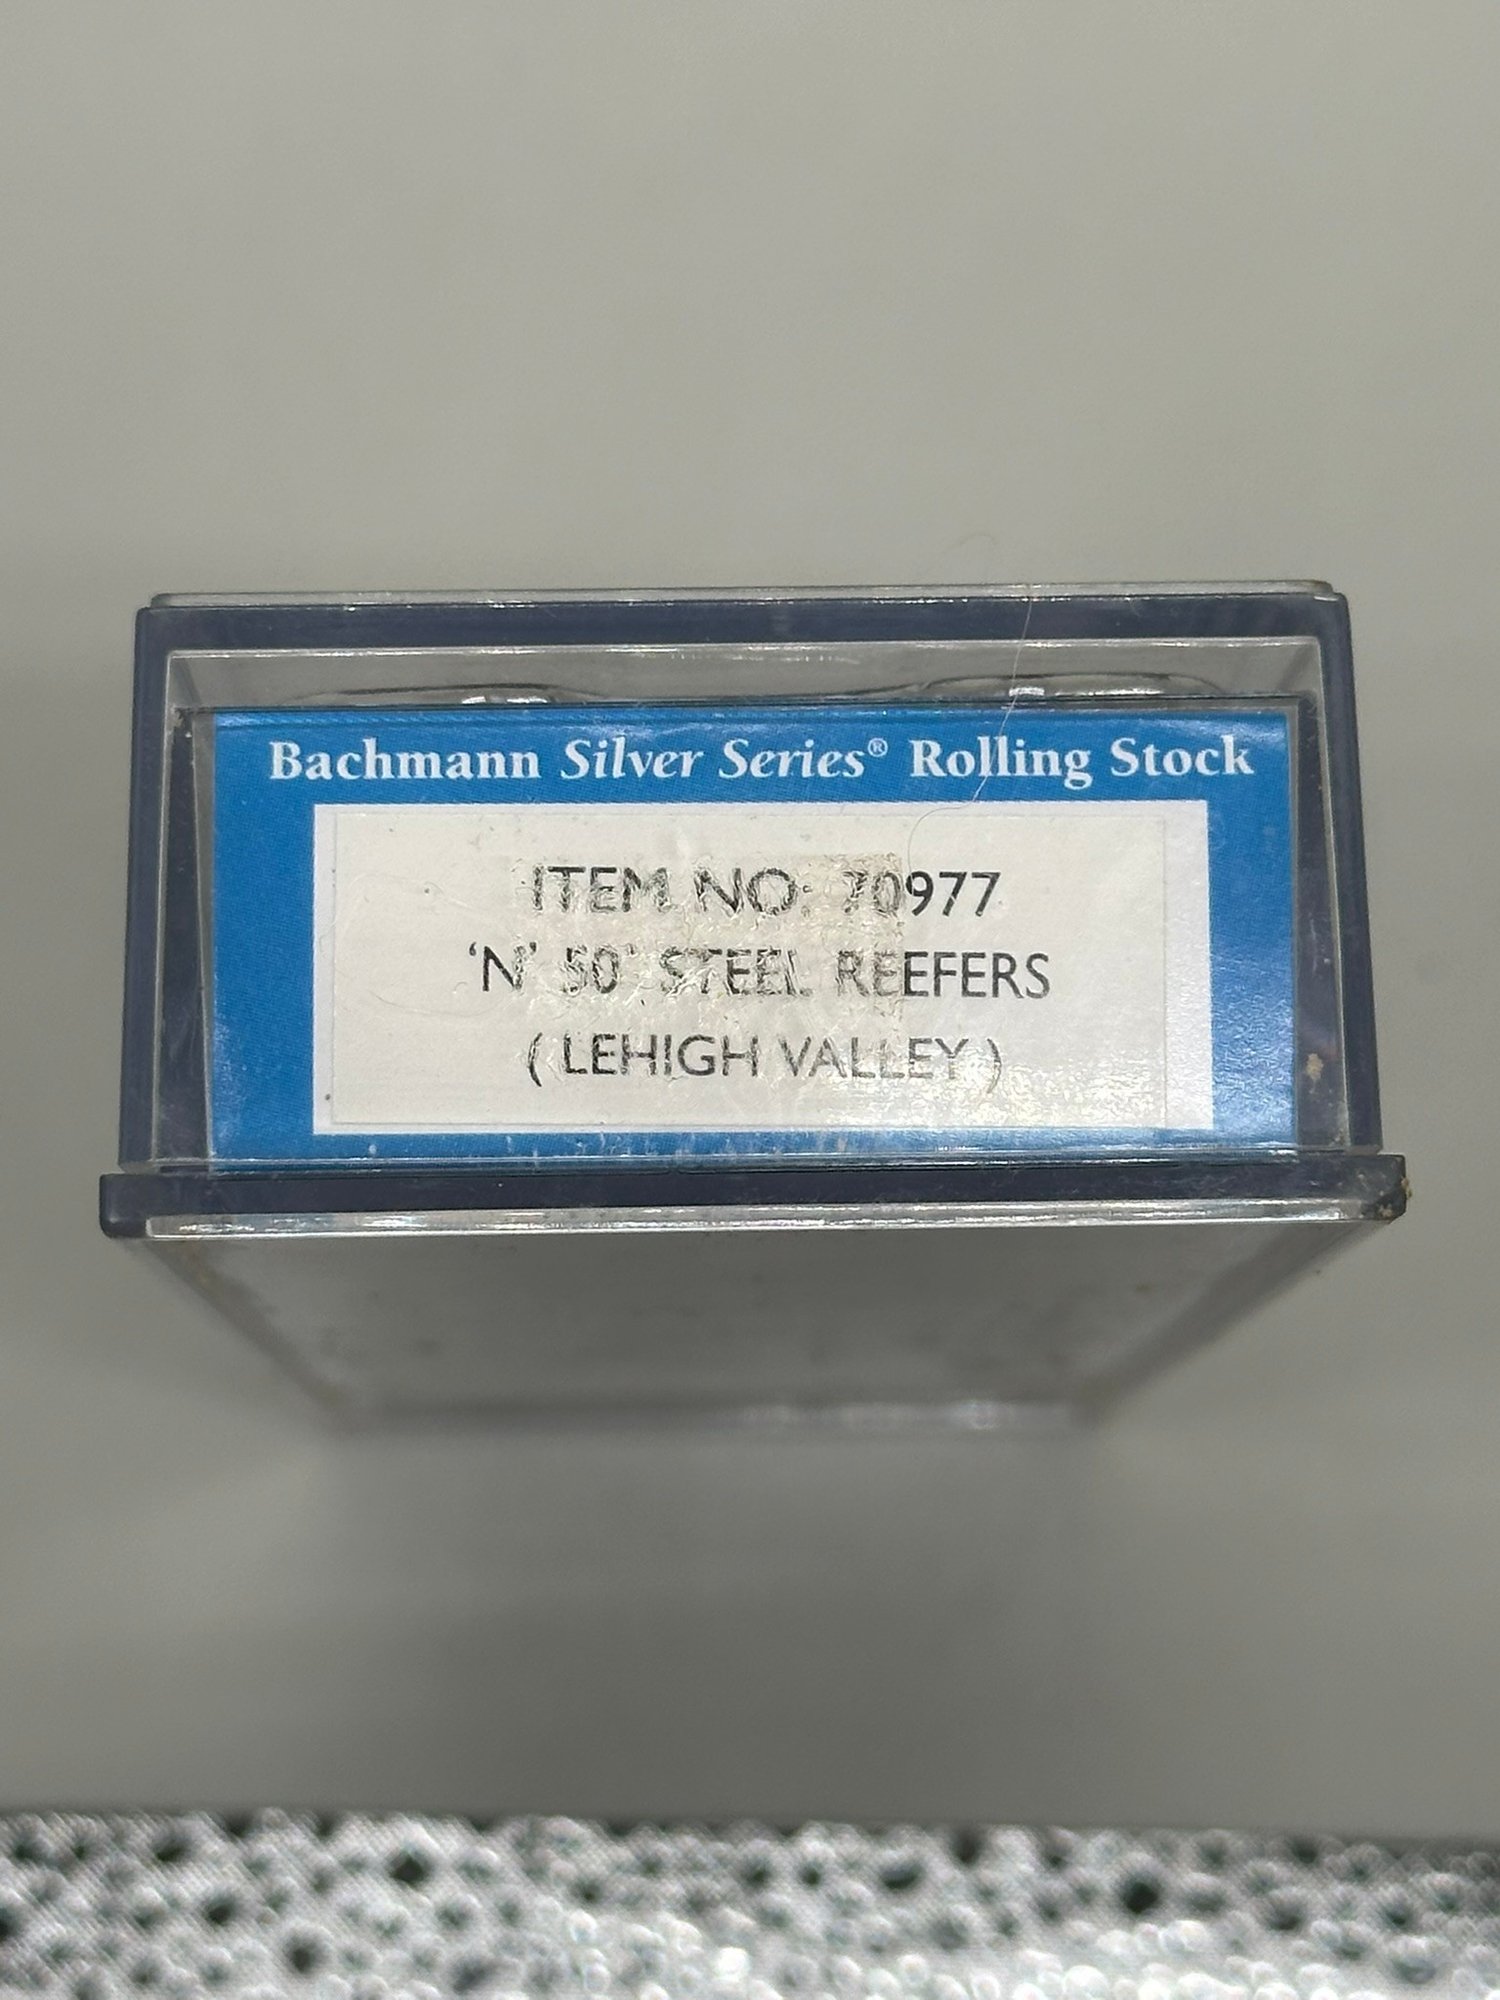 Bachmann Silver Series® Rolling Stock
ITEM NO: 70977
‘N’ 50’ STEEL REEFERS
( LEHIGH VALLEY )